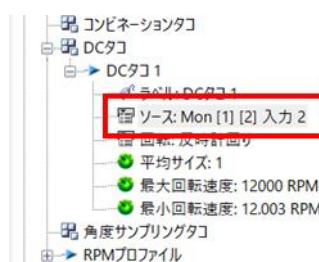 コンビネーションタコ
DCタコ
DCタコ 1
ラベル: DCタコ 1
ソース: Mon [1] [2] 入力 2
回転: 反時計回り
平均サイズ: 1
最大回転速度: 12000 RPM
最小回転速度: 12.003 RPM
角度サンプリングタコ
RPMプロファイル